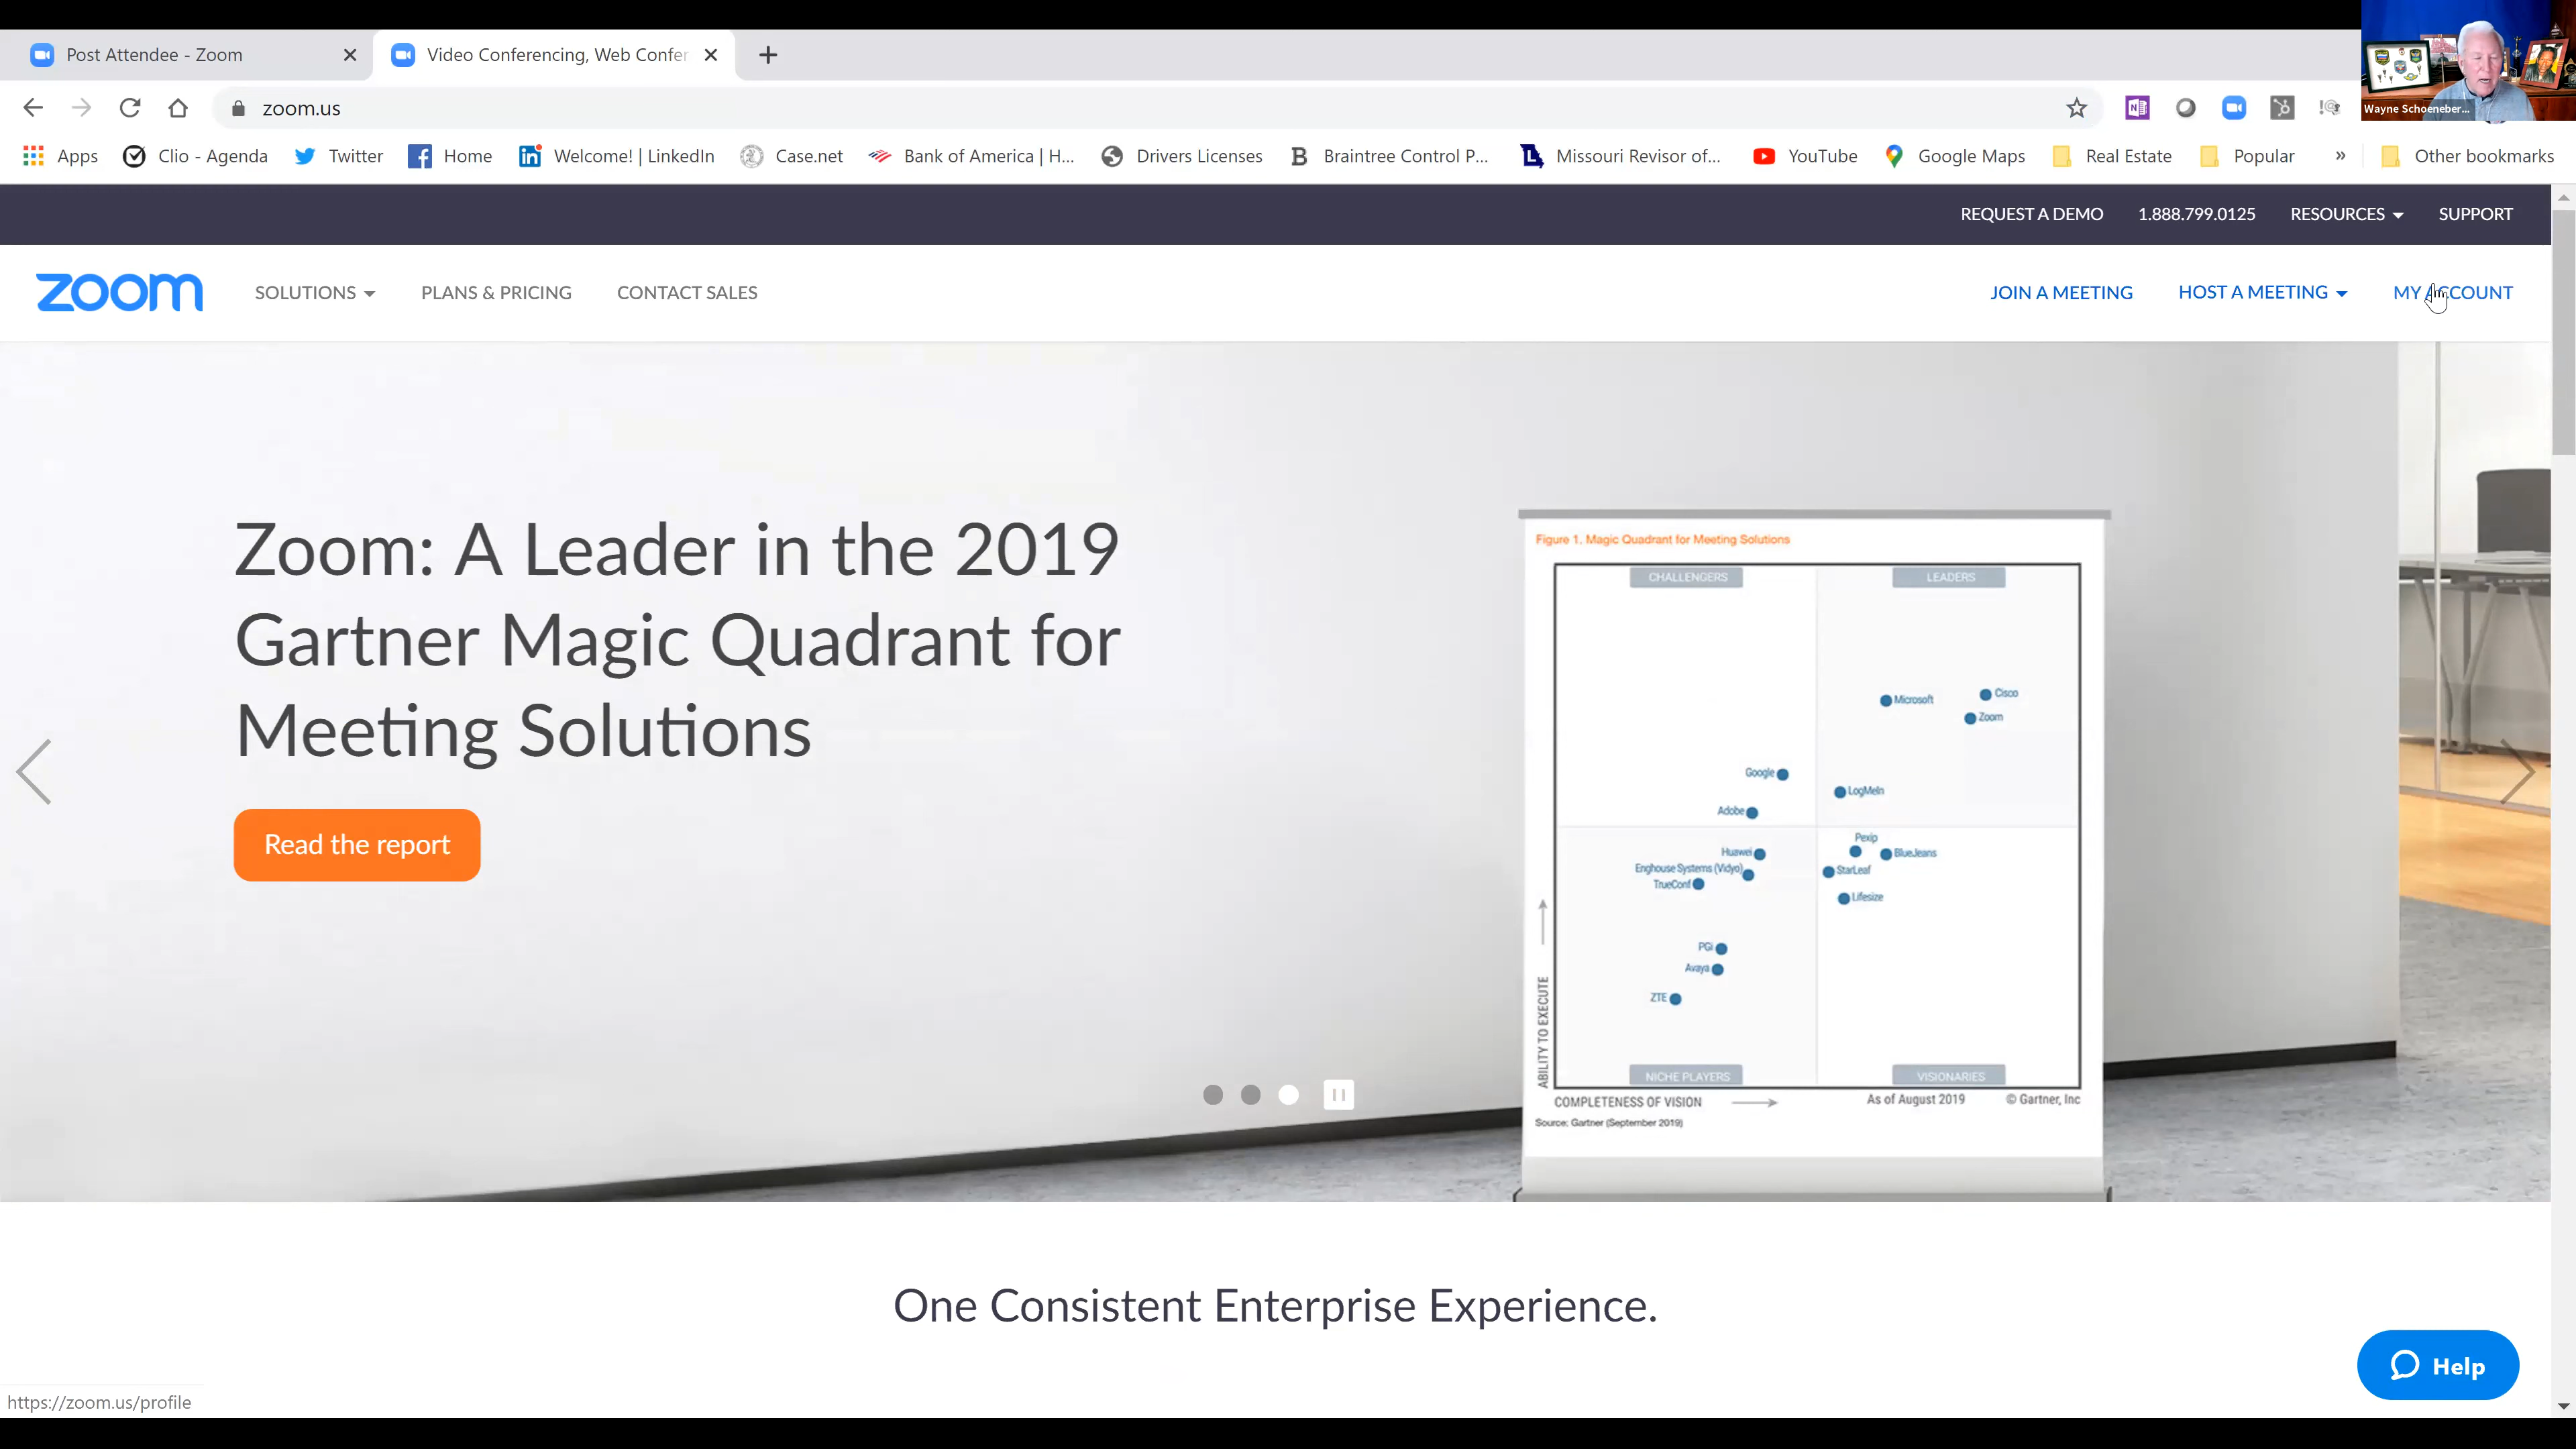 Post Attendee - Zoom
Video Conferencing, Web Confer
Wayne Schoeneber...
zoom.us
Apps
Clio - Agenda
Twitter
Home
Welcome! | LinkedIn
Case.net
Bank of America | H...
Drivers Licenses
Braintree Control P...
Missouri Revisor of...
YouTube
Google Maps
Real Estate
Popular
»
Other bookmarks
REQUEST A DEMO
1.888.799.0125
RESOURCES
SUPPORT
zoom
SOLUTIONS
PLANS & PRICING
CONTACT SALES
JOIN A MEETING
HOST A MEETING
MY ACCOUNT
Zoom: A Leader in the 2019
Gartner Magic Quadrant for
Meeting Solutions
Read the report
Figure 1. Magic Quadrant for Meeting Solutions
CHALLENGERS
LEADERS
Microsoft
Cisco
Zoom
Google
LogMeIn
Adobe
Pexip
Huawei
BlueJeans
Enghouse Systems (Vidyo)
StarLeaf
TrueConf
Lifesize
PGi
Avaya
ZTE
ABILITY TO EXECUTE
NICHE PLAYERS
VISIONARIES
COMPLETENESS OF VISION
As of August 2019
© Gartner, Inc
Source: Gartner (September 2019)
One Consistent Enterprise Experience.
Help
https://zoom.us/profile